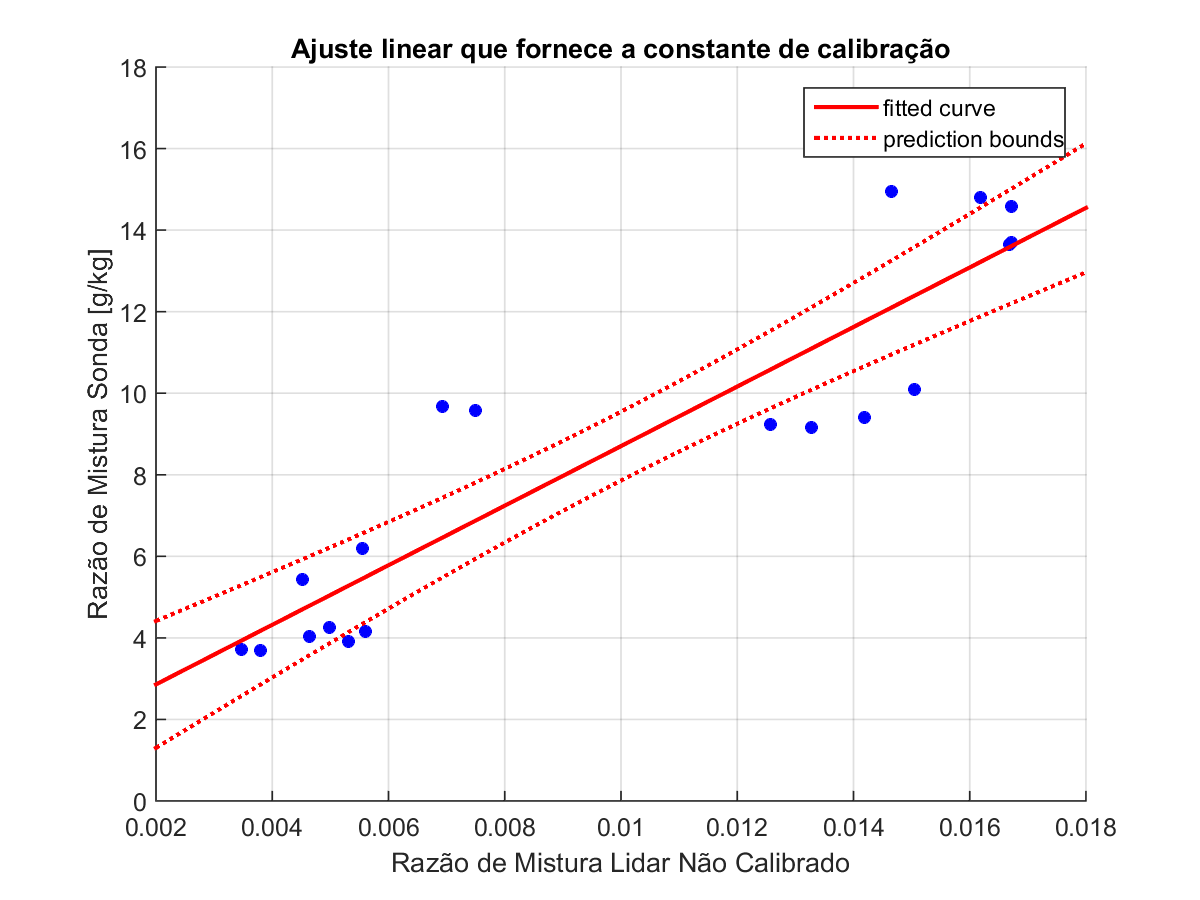 Ajuste linear que fornece a constante de calibração
fitted curve
prediction bounds
Razão de Mistura Sonda [g/kg]
18
16
14
12
10
8
6
4
2
0
0.002 0.004 0.006 0.008 0.01 0.012 0.014 0.016 0.018
Razão de Mistura Lidar Não Calibrado